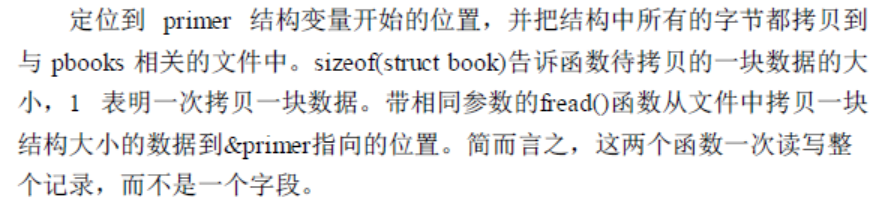 定位到 primer 结构变量开始的位置，并把结构中所有的字节都拷贝到
与 pbooks 相关的文件中。sizeof(struct book)告诉函数待拷贝的一块数据的大
小，1 表明一次拷贝一块数据。带相同参数的fread()函数从文件中拷贝一块
结构大小的数据到&primer指向的位置。简而言之，这两个函数一次读写整
个记录，而不是一个字段。